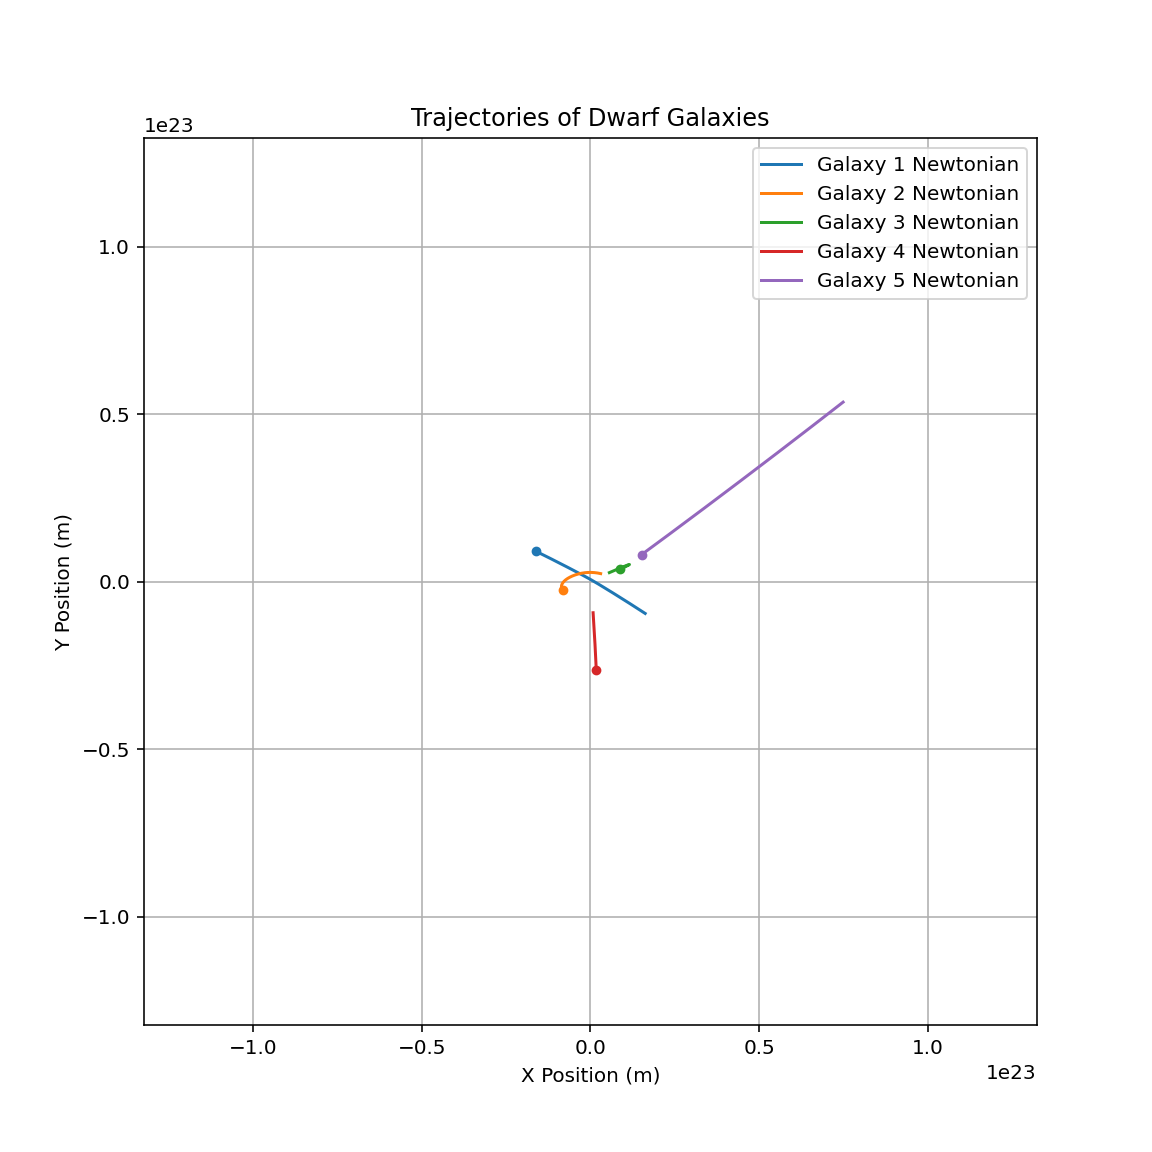 Trajectories of Dwarf Galaxies
1e23
Galaxy 1 Newtonian
Galaxy 2 Newtonian
Galaxy 3 Newtonian
Galaxy 4 Newtonian
Galaxy 5 Newtonian
1.0
0.5
0.0
−0.5
−1.0
Y Position (m)
−1.0 −0.5 0.0 0.5 1.0
1e23
X Position (m)